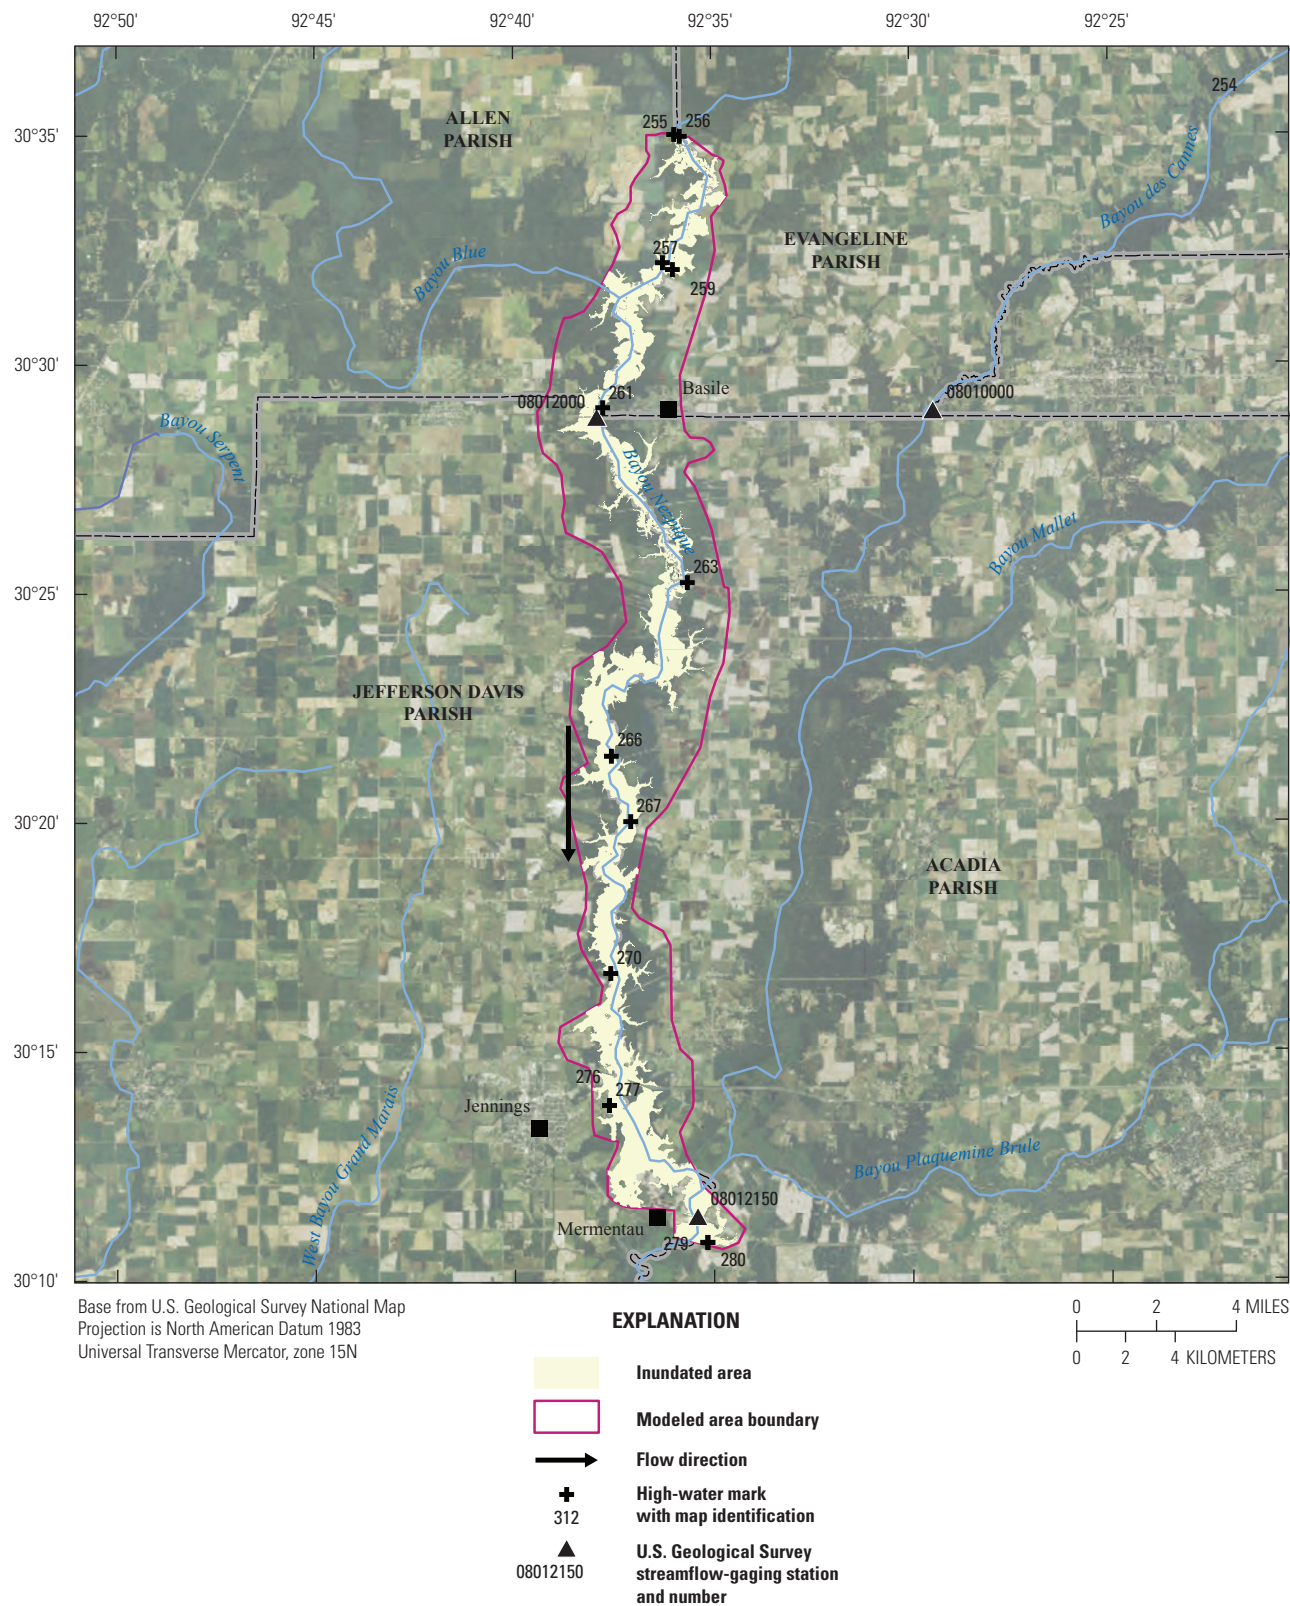 92°50'
92°45'
92°40'
92°35'
92°30'
92°25'
254
ALLEN
PARISH
255
256
30°35'
Bayou des Cannes
EVANGELINE
PARISH
257
Bayou Blue
259
30°30'
Basile
261
08012000
08010000
Bayou Serpent
Bayou Nezpique
Bayou Mallet
263
30°25'
JEFFERSON DAVIS
PARISH
266
267
30°20'
ACADIA
PARISH
270
30°15'
276
277
Jennings
West Bayou Grand Marais
Bayou Plaquemine Brule
08012150
Mermentau
279
280
30°10'
Base from U.S. Geological Survey National Map
Projection is North American Datum 1983
Universal Transverse Mercator, zone 15N
0 2 4 MILES
0 2 4 KILOMETERS
EXPLANATION
Inundated area
Modeled area boundary
Flow direction
High-water mark
with map identification
312
U.S. Geological Survey
streamflow-gaging station
and number
08012150